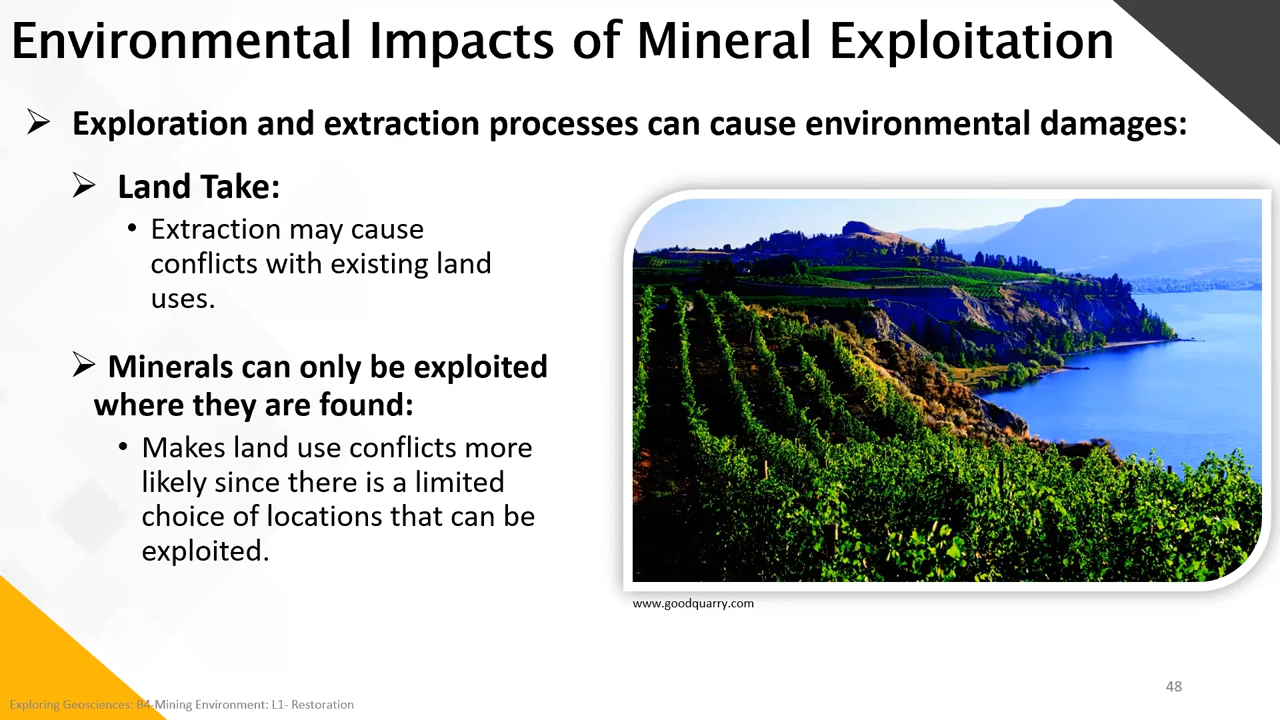 Environmental Impacts of Mineral Exploitation
➢ Exploration and extraction processes can cause environmental damages:
➢ Land Take:
• Extraction may cause
conflicts with existing land
uses.
➢ Minerals can only be exploited
where they are found:
• Makes land use conflicts more
likely since there is a limited
choice of locations that can be
exploited.
www.goodquarry.com
48
Exploring Geosciences: B4-Mining Environment: L1- Restoration